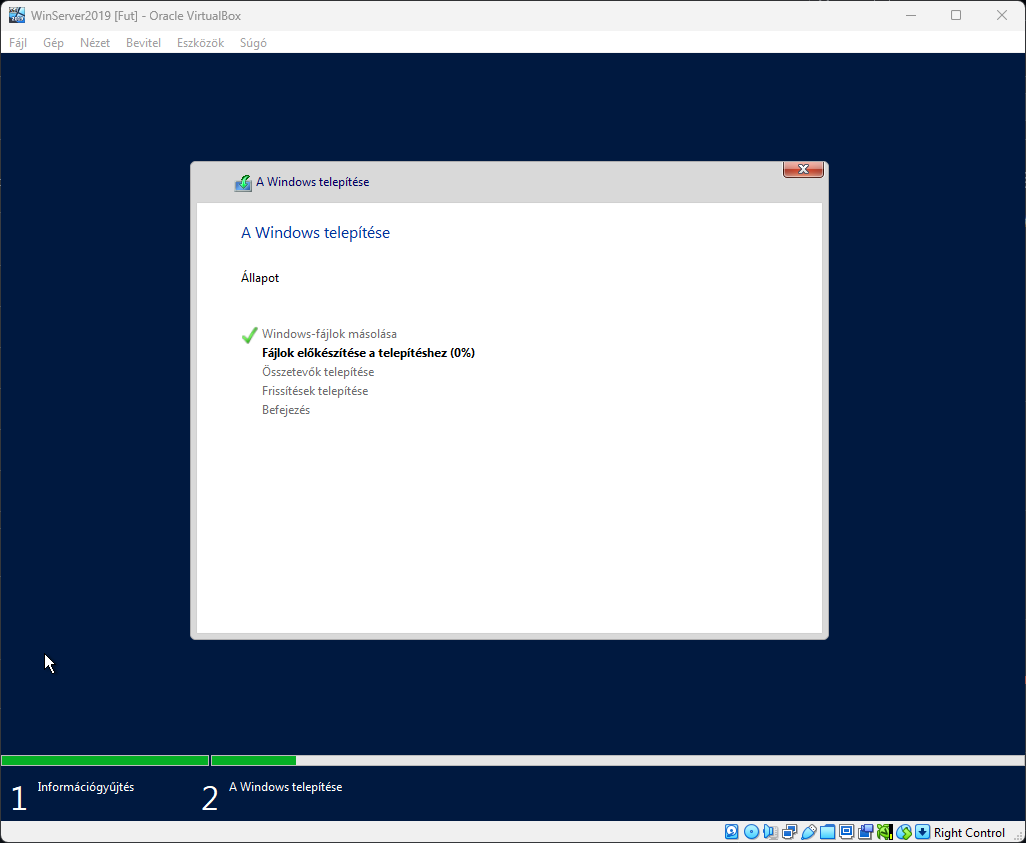 WinServer2019 [Fut] - Oracle VirtualBox
Fájl Gép Nézet Bevitel Eszközök Súgó
A Windows telepítése
A Windows telepítése
Állapot
Windows-fájlok másolása
Fájlok előkészítése a telepítéshez (0%)
Összetevők telepítése
Frissítések telepítése
Befejezés
1 Információgyűjtés 2 A Windows telepítése
Right Control